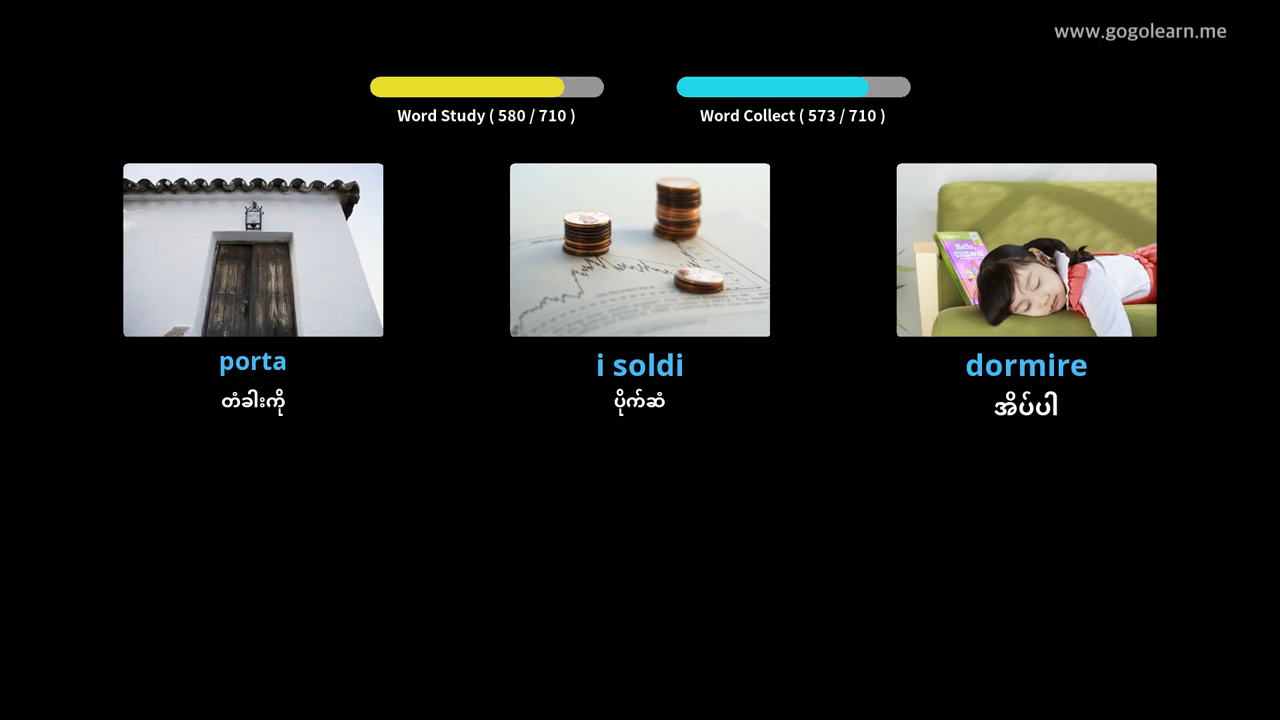 www.gogolearn.me
Word Study ( 580 / 710 )
Word Collect ( 573 / 710 )
porta
i soldi
dormire
တံခါးကို
ပိုက်ဆံ
အိပ်ပါ